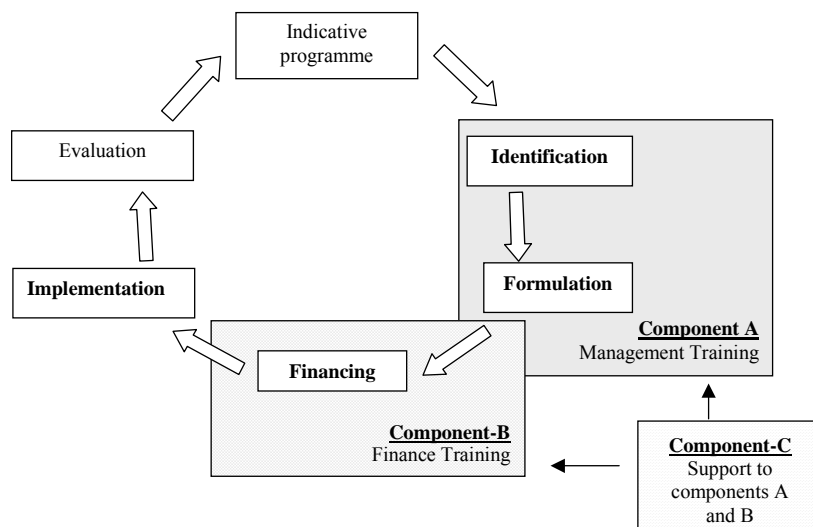 Indicative
programme
Evaluation
Identification
Implementation
Formulation
Component A
Management Training
Financing
Component-B
Finance Training
Component-C
Support to
components A
and B